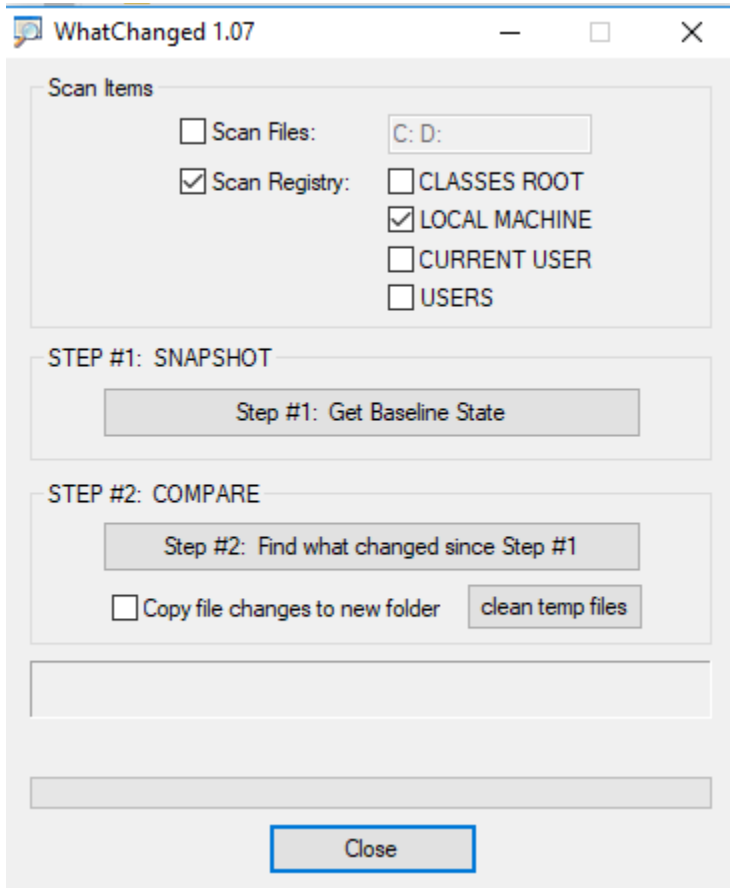 WhatChanged 1.07
Scan Items
Scan Files: C: D:
Scan Registry: CLASSES ROOT
LOCAL MACHINE
CURRENT USER
USERS
STEP #1: SNAPSHOT
Step #1: Get Baseline State
STEP #2: COMPARE
Step #2: Find what changed since Step #1
Copy file changes to new folder clean temp files
Close